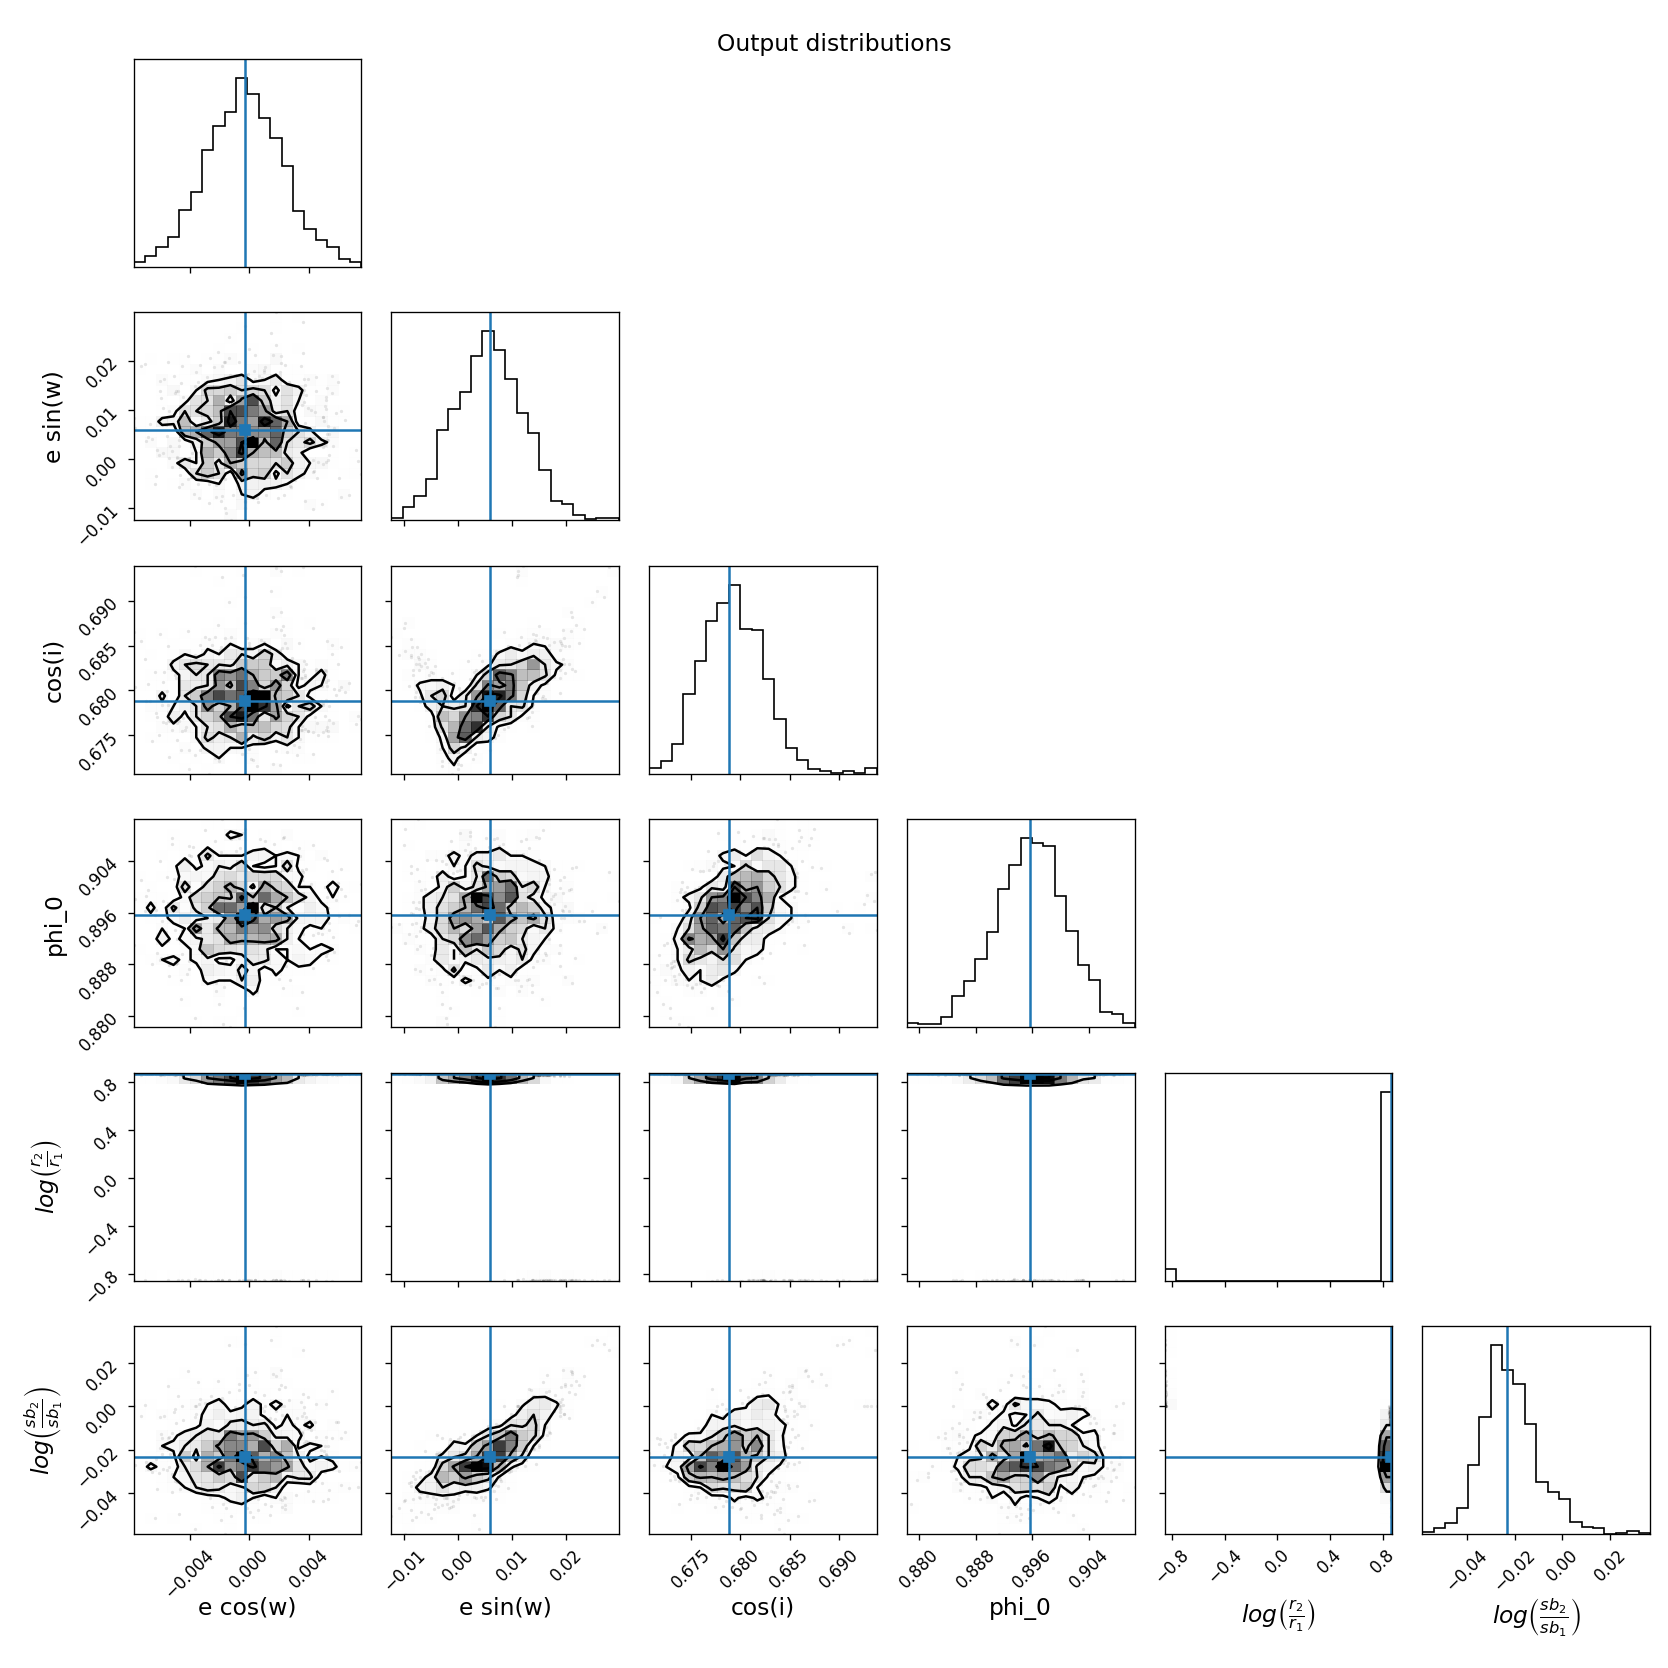 Output distributions
e sin(w)
0.02
0.01
0.00
−0.01
cos(i)
0.690
0.685
0.680
0.675
phi_0
0.904
0.896
0.888
0.880
log(r₂/r₁)
0.8
0.4
0.0
−0.4
−0.8
log(sb₂/sb₁)
0.02
0.00
−0.02
−0.04
−0.004 0.000 0.004
−0.01 0.00 0.01 0.02
0.675 0.680 0.685 0.690
0.880 0.888 0.896 0.904
−0.8 −0.4 0.0 0.4 0.8
−0.04 −0.02 0.00 0.02
e cos(w)
e sin(w)
cos(i)
phi_0
log(r₂/r₁)
log(sb₂/sb₁)